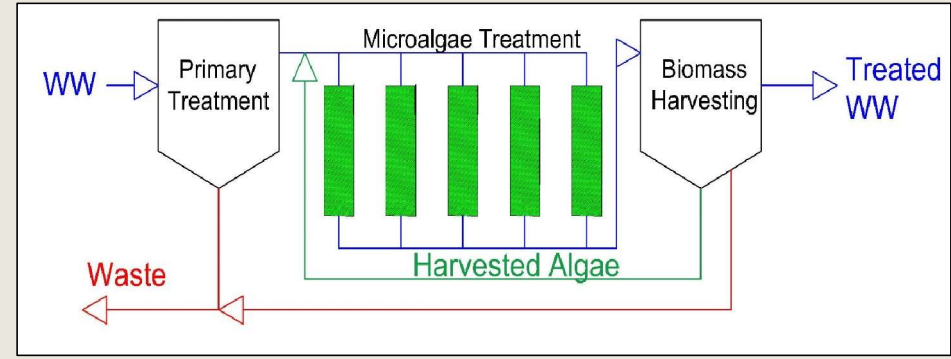 Microalgae Treatment
WW
Primary
Treatment
Biomass
Harvesting
Treated
WW
Harvested Algae
Waste